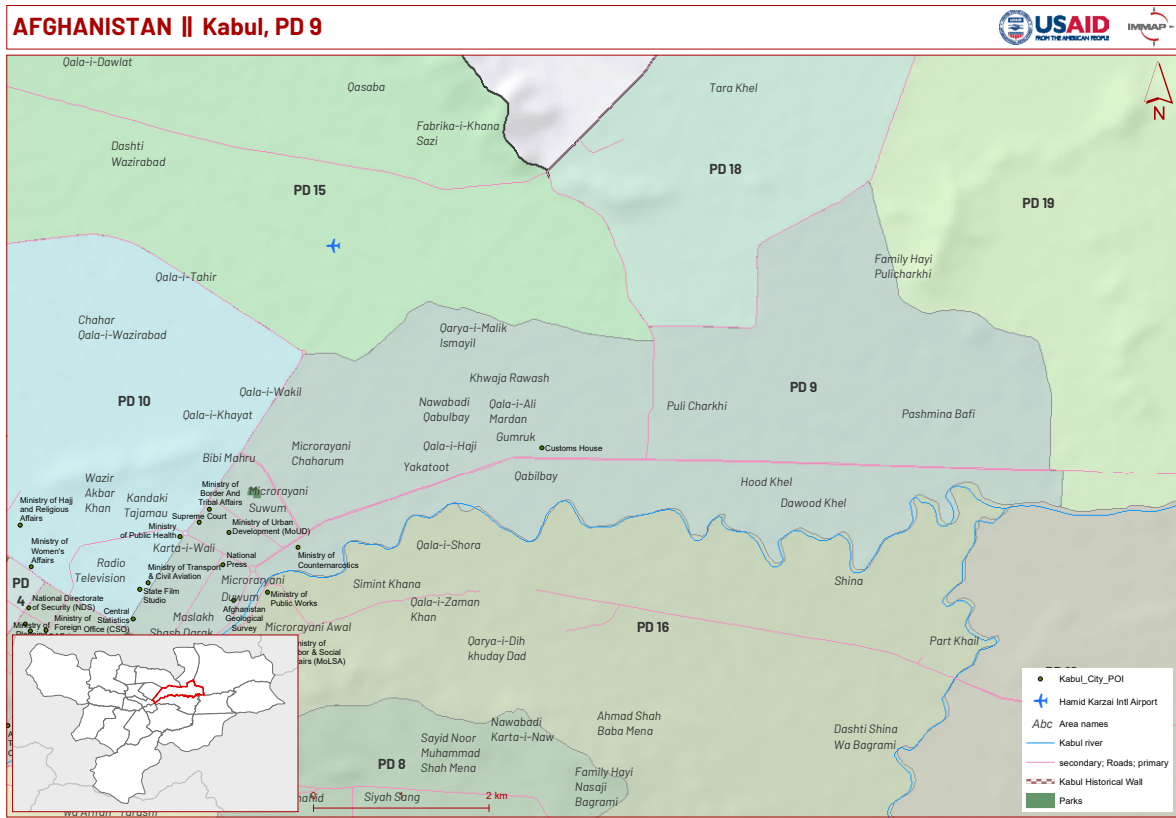 AFGHANISTAN || Kabul, PD 9
USAID
FROM THE AMERICAN PEOPLE
IMMAP
N
Qala-i-Dawlat
Qasaba
Tara Khel
Fabrika-i-Khana
Sazi
Dashti
Wazirabad
PD 18
PD 15
PD 19
Family Hayi
Pulicharkhi
Qala-i-Tahir
Chahar
Qala-i-Wazirabad
Qarya-i-Malik
Ismayil
Khwaja Rawash
PD 9
Qala-i-Wakil
PD 10
Nawabadi
Qabulbay
Qala-i-Ali
Mardan
Puli Charkhi
Pashmina Bafi
Qala-i-Khayat
Gumruk
Customs House
Microrayani
Chaharum
Qala-i-Haji
Bibi Mahru
Yakatoot
Qabilbay
Hood Khel
Dawood Khel
Wazir
Akbar
Khan
Kandaki
Tajamau
Ministry of
Border And
Tribal Affairs
Microrayani
Suwum
Ministry of Hajj
and Religious
Affairs
Supreme Court
Ministry of Urban
Development (MoUD)
Ministry
of Public Health
Karta-i-Wali
Ministry of
Women's
Affairs
National
Press
Ministry of
Counternarcotics
Qala-i-Shora
Radio
Television
Ministry of Transport
& Civil Aviation
State Film
Studio
Microraryani
Duwum
Simint Khana
Shina
PD
4
National Directorate
of Security (NDS)
Ministry of
Public Works
Afghanistan
Geological
Survey
Qala-i-Zaman
Khan
Central
Statistics
Office (CSO)
Maslakh
Ministry of
Foreign
Ministry of
Shash Darak
Microrayani Awal
PD 16
Qarya-i-Dih
khuday Dad
Part Khail
Ahmad Shah
Baba Mena
Nawabadi
Karta-i-Naw
Dashti Shina
Wa Bagrami
Sayid Noor
Muhammad
Shah Mena
PD 8
Family Hayi
Nasaji
Bagrami
Siyah Sang
0
2 km
Kabul_City_POI
Hamid Karzai Intl Airport
Abc
Area names
Kabul river
secondary; Roads; primary
Kabul Historical Wall
Parks